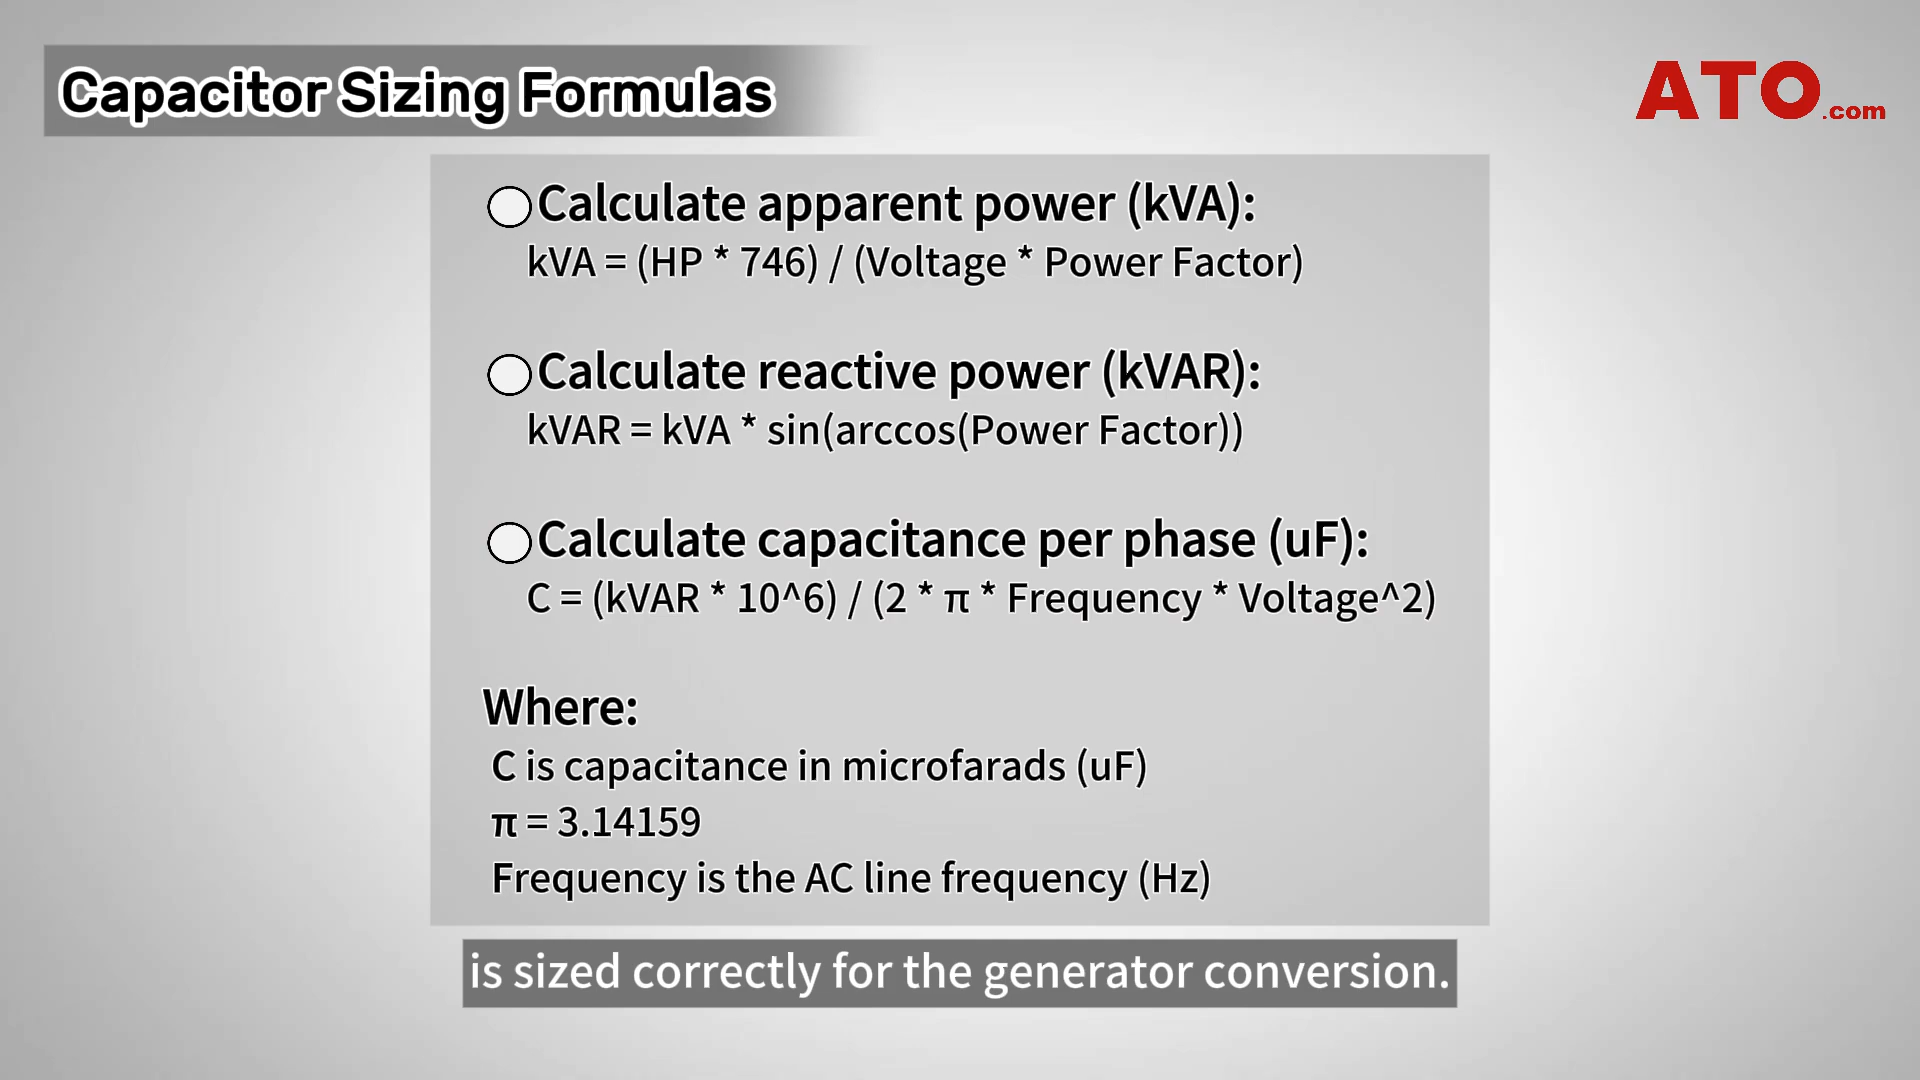 Capacitor Sizing Formulas
ATO.com
Calculate apparent power (kVA):
kVA = (HP * 746) / (Voltage * Power Factor)
Calculate reactive power (kVAR):
kVAR = kVA * sin(arccos(Power Factor))
Calculate capacitance per phase (uF):
C = (kVAR * 10^6) / (2 * π * Frequency * Voltage^2)
Where:
C is capacitance in microfarads (uF)
π = 3.14159
Frequency is the AC line frequency (Hz)
is sized correctly for the generator conversion.